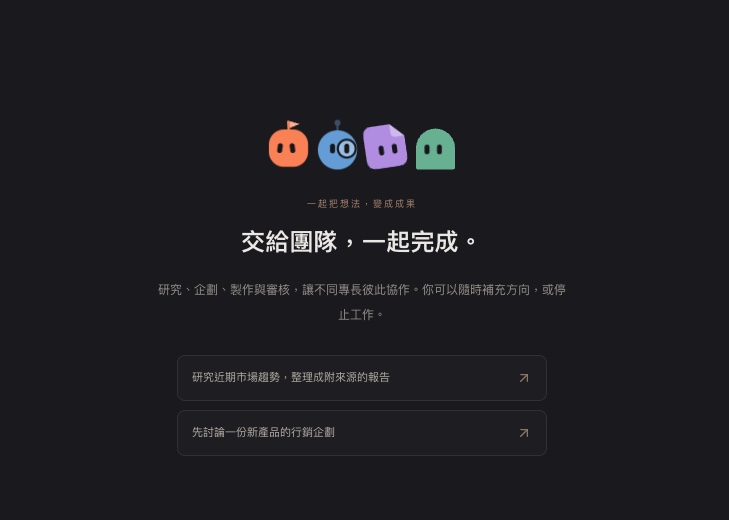 一起把想法，變成成果
交給團隊，一起完成。
研究、企劃、製作與審核，讓不同專長彼此協作。你可以隨時補充方向，或停
止工作。
研究近期市場趨勢，整理成附來源的報告
先討論一份新產品的行銷企劃